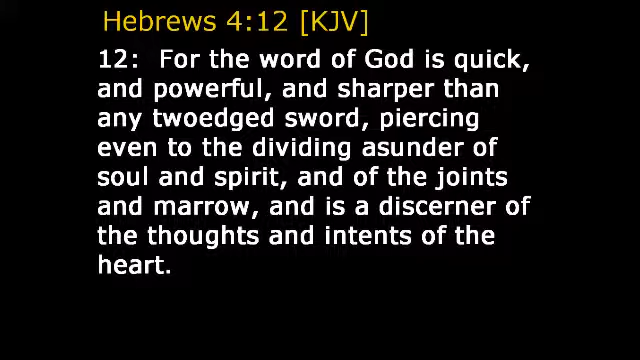 Hebrews 4:12 [KJV]
12: For the word of God is quick,
and powerful, and sharper than
any twoedged sword, piercing
even to the dividing asunder of
soul and spirit, and of the joints
and marrow, and is a discerner of
the thoughts and intents of the
heart.